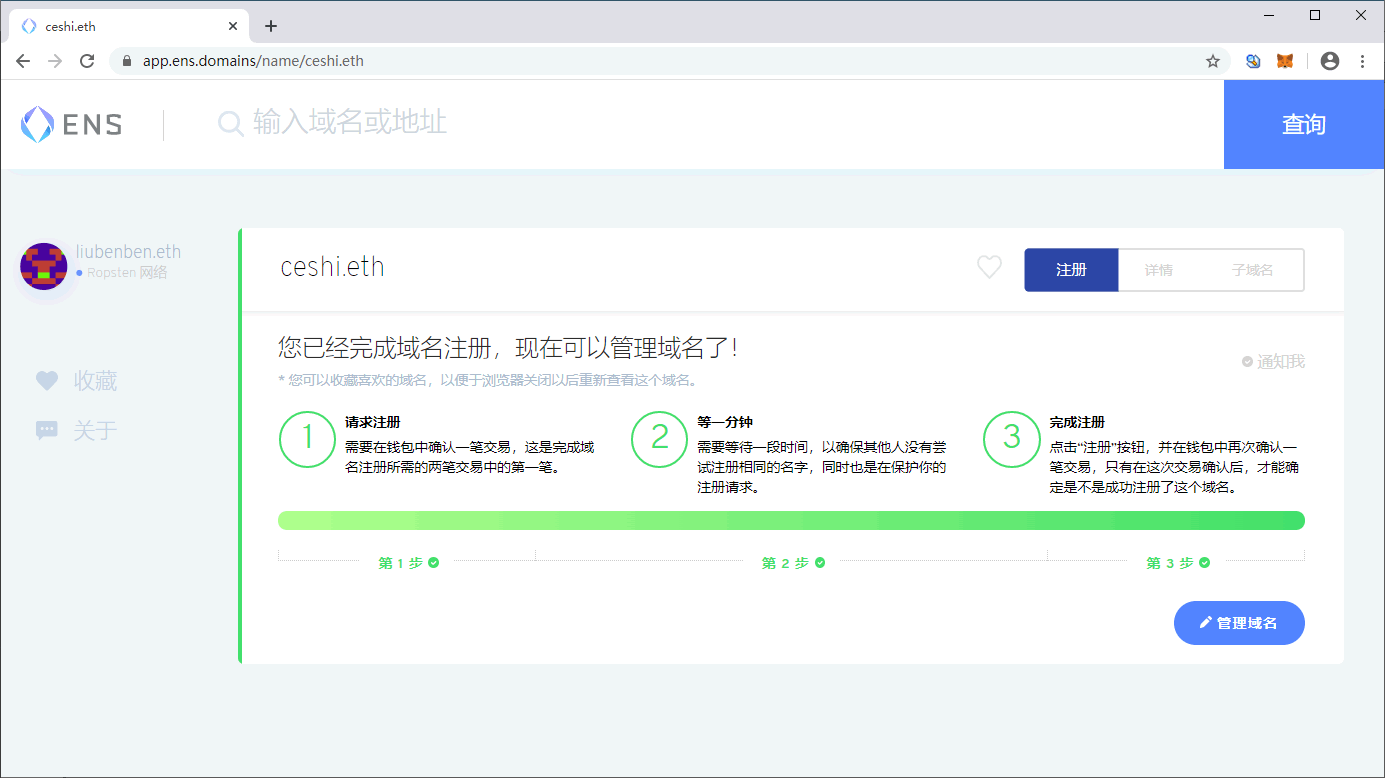 ceshi.eth
app.ens.domains/name/ceshi.eth
ENS
输入域名或地址
查询
liubenben.eth
Ropsten 网络
收藏
关于
ceshi.eth
注册
详情
子域名
您已经完成域名注册，现在可以管理域名了！
* 您可以收藏喜欢的域名，以便于浏览器关闭以后重新查看这个域名。
通知我
1
请求注册
需要在钱包中确认一笔交易，这是完成域
名注册所需的两笔交易中的第一笔。
2
等一分钟
需要等待一段时间，以确保其他人没有尝
试注册相同的名字，同时也是在保护你的
注册请求。
3
完成注册
点击“注册”按钮，并在钱包中再次确认一
笔交易，只有在这次交易确认后，才能确
定是不是成功注册了这个域名。
第 1 步
第 2 步
第 3 步
管理域名